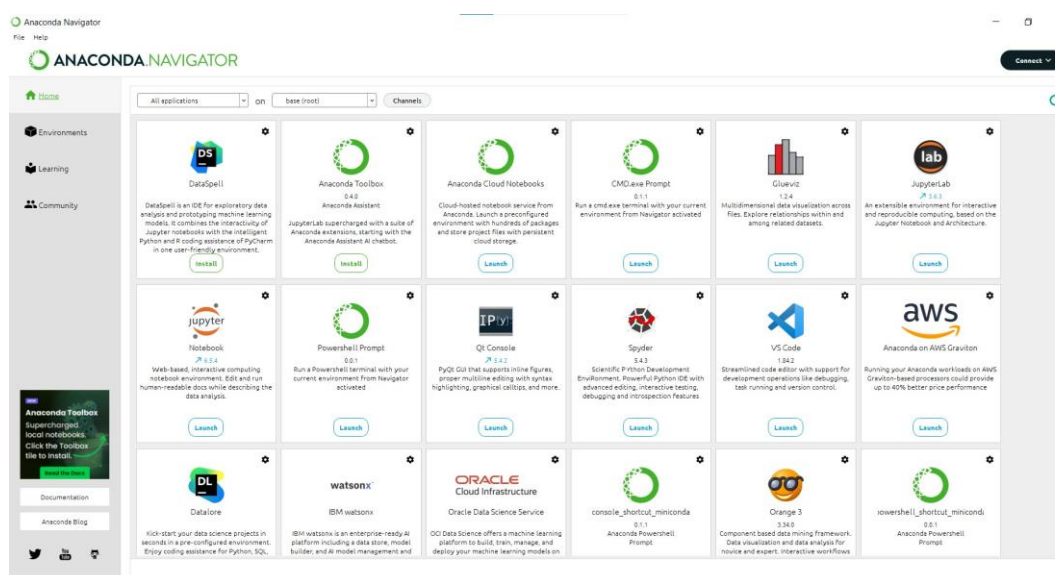 Anaconda Navigator
File Help
ANACONDA.NAVIGATOR
Connect
Home
Environments
Learning
Community
All applications
on
base (root)
Channels
DS
DataSpell
DataSpell is an IDE for exploratory data
analysis and prototyping machine learning
models. It combines the interactivity of
Jupyter notebooks with the intelligent
Python and R coding assistance of PyCharm
in one user-friendly environment.
Install
Anaconda Toolbox
0.4.0
Anaconda Assistant
JupyterLab supercharged with a suite of
Anaconda extensions, starting with the
Anaconda Assistant AI chatbot.
Install
Anaconda Cloud Notebooks
Cloud-hosted notebook service from
Anaconda. Launch a preconfigured
environment with hundreds of packages
and store project files with persistent
cloud storage.
Launch
CMD.exe Prompt
0.1.1
Run a cmd.exe terminal with your current
environment from Navigator activated
Launch
Glueviz
1.2.4
Multidimensional data visualization across
files. Explore relationships within and
among related datasets.
Launch
lab
JupyterLab
3.6.3
An extensible environment for interactive
and reproducible computing, based on the
Jupyter Notebook and Architecture.
Launch
jupyter
Notebook
6.5.4
Web-based, interactive computing
notebook environment. Edit and run
human-readable docs while describing the
data analysis.
Launch
Powershell Prompt
0.0.1
Run a Powershell terminal with your
current environment from Navigator
activated
Launch
IP[y]:
Qt Console
5.4.2
PyQt GUI that supports inline figures,
proper multiline editing with syntax
highlighting, graphical calltips, and more.
Launch
Spyder
5.4.3
Scientific Python Development
EnviRonment. Powerful Python IDE with
advanced editing, interactive testing,
debugging and introspection features
Launch
VS Code
1.84.2
Streamlined code editor with support for
development operations like debugging,
task running and version control.
Launch
aws
Anaconda on AWS Graviton
Running your Anaconda workloads on AWS
Graviton-based processors could provide
up to 40% better price performance
Launch
DL
Datalore
Kick-start your data science projects in
seconds in a pre-configured environment.
Enjoy coding assistance for Python, SQL,
watsonx
IBM watsonx
IBM watsonx is an enterprise-ready AI
platform including a data store, model
builder, and AI model management and
ORACLE
Cloud Infrastructure
Oracle Data Science Service
OCI Data Science offers a machine learning
platform to build, train, manage, and
deploy your machine learning models on
console_shortcut_miniconda
0.1.1
Anaconda Powershell
Prompt
Orange 3
3.34.0
Component based data mining framework.
Data visualization and data analysis for
novice and expert. Interactive workflows
powershell_shortcut_miniconda
0.0.1
Anaconda Powershell
Prompt
NEW
Anaconda Toolbox
Supercharged
local notebooks.
Click the Toolbox
tile to install.
Read the Docs
Documentation
Anaconda Blog
You
Tube